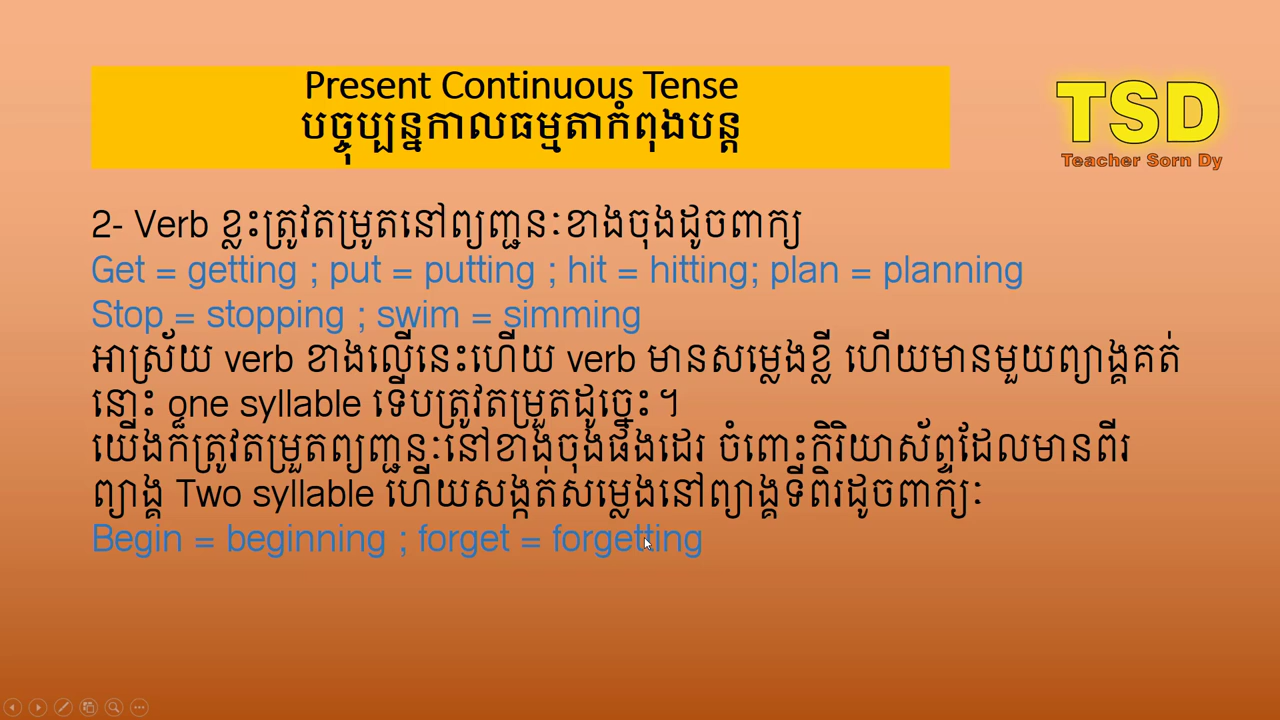 Present Continuous Tense
បច្ចុប្បន្នកាលធម្មតាកំពុងបន្ត
TSD
Teacher Sorn Dy
2- Verb ខ្លះត្រូវតម្រួតនៅព្យញ្ជនៈខាងចុងដូចពាក្យ
Get = getting ; put = putting ; hit = hitting; plan = planning
Stop = stopping ; swim = simming
អាស្រ័យ verb ខាងលើនេះហើយ verb មានសម្លេងខ្លី ហើយមានមួយព្យាង្គគត់
នោះ one syllable ទើបត្រូវតម្រួតដូច្នេះ។
យើងក៏ត្រូវតម្រួតព្យញ្ជនៈនៅខាងចុងផងដែរ ចំពោះកិរិយាស័ព្ទដែលមានពីរ
ព្យាង្គ Two syllable ហើយសង្កត់សម្លេងនៅព្យាង្គទីពិរដូចពាក្យៈ
Begin = beginning ; forget = forgetting